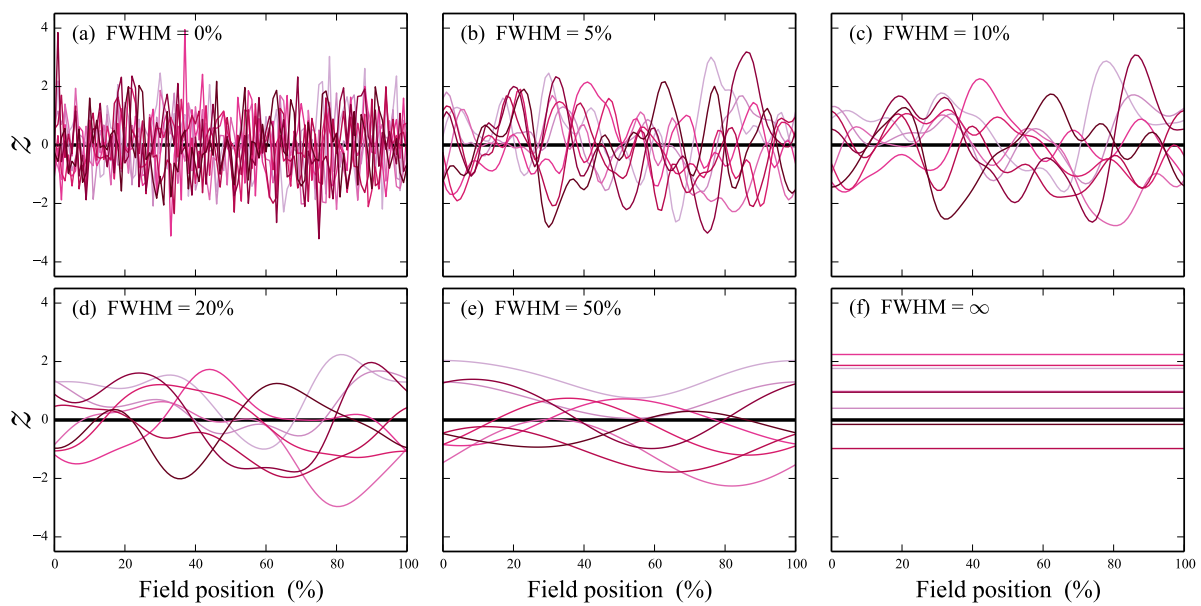 (a) FWHM = 0%
(b) FWHM = 5%
(c) FWHM = 10%
4
2
0
−2
−4
z
(d) FWHM = 20%
(e) FWHM = 50%
(f) FWHM = ∞
4
2
0
−2
−4
z
0 20 40 60 80 100
0 20 40 60 80 100
0 20 40 60 80 100
Field position (%)
Field position (%)
Field position (%)